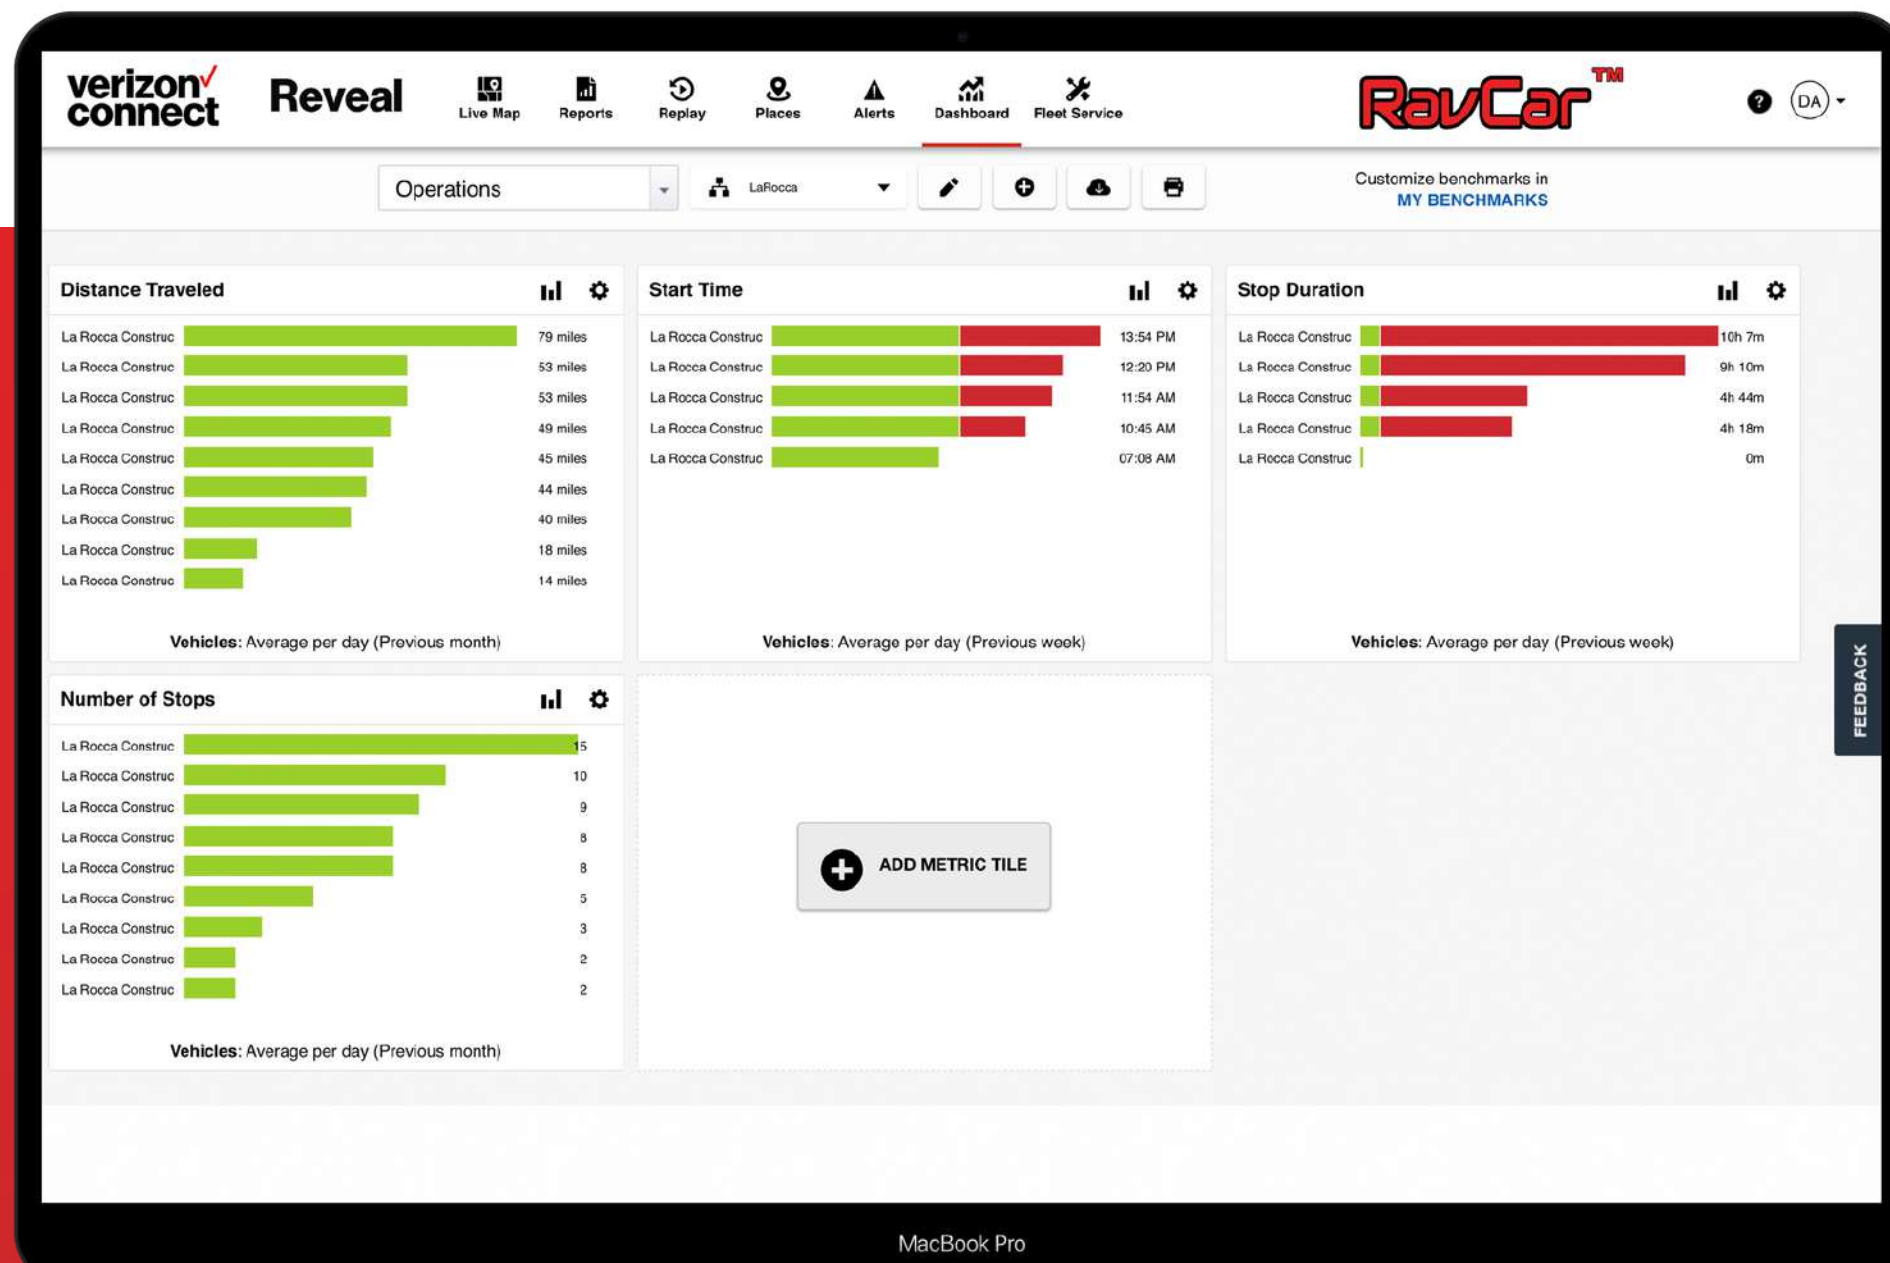 verizon
connect
Reveal
Live Map
Reports
Replay
Places
Alerts
Dashboard
Fleet Service
RavCar™
?
DA
Operations
LaRocca
Customize benchmarks in
MY BENCHMARKS
Distance Traveled
La Rocca Construc 79 miles
La Rocca Construc 53 miles
La Rocca Construc 53 miles
La Rocca Construc 49 miles
La Rocca Construc 45 miles
La Rocca Construc 44 miles
La Rocca Construc 40 miles
La Rocca Construc 18 miles
La Rocca Construc 14 miles
Vehicles: Average per day (Previous month)
Start Time
La Rocca Construc 13:54 PM
La Rocca Construc 12:20 PM
La Rocca Construc 11:54 AM
La Rocca Construc 10:45 AM
La Rocca Construc 07:08 AM
Vehicles: Average per day (Previous week)
Stop Duration
La Rocca Construc 10h 7m
La Rocca Construc 9h 10m
La Rocca Construc 4h 44m
La Rocca Construc 4h 18m
La Rocca Construc 0m
Vehicles: Average per day (Previous week)
Number of Stops
La Rocca Construc 15
La Rocca Construc 10
La Rocca Construc 9
La Rocca Construc 8
La Rocca Construc 8
La Rocca Construc 5
La Rocca Construc 3
La Rocca Construc 2
La Rocca Construc 2
Vehicles: Average per day (Previous month)
ADD METRIC TILE
FEEDBACK
MacBook Pro